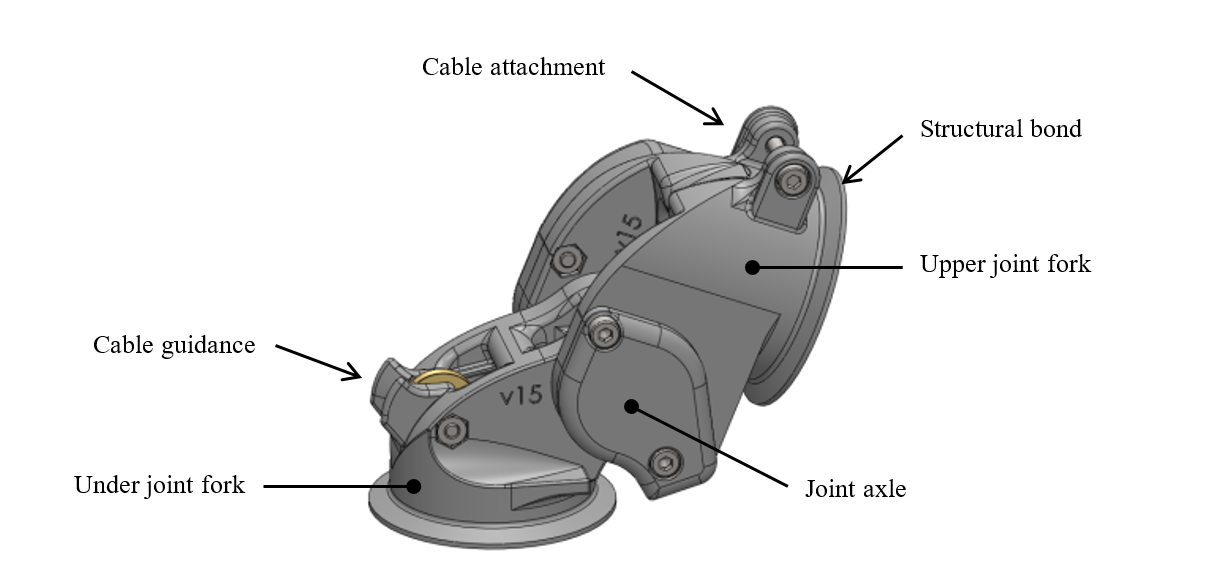 Cable attachment
Structural bond
v15
Upper joint fork
Cable guidance
v15
Under joint fork
Joint axle